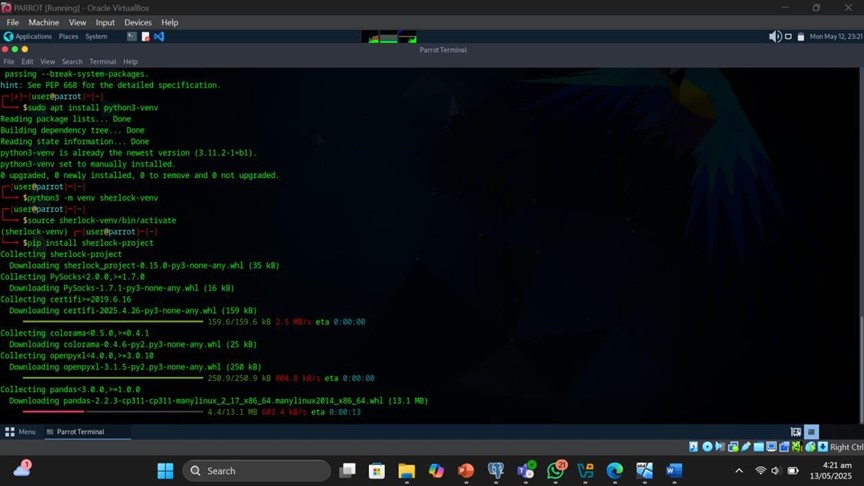 PARROT [Running] - Oracle VirtualBox
File Machine View Input Devices Help
Applications Places System
Mon May 12, 23:21
Parrot Terminal
File Edit View Search Terminal Help
passing --break-system-packages.
hint: See PEP 668 for the detailed specification.
┌─[✗]─[user@parrot]─[~]
└──╼ $sudo apt install python3-venv
Reading package lists... Done
Building dependency tree... Done
Reading state information... Done
python3-venv is already the newest version (3.11.2-1+b1).
python3-venv set to manually installed.
0 upgraded, 0 newly installed, 0 to remove and 0 not upgraded.
┌─[user@parrot]─[~]
└──╼ $python3 -m venv sherlock-venv
┌─[user@parrot]─[~]
└──╼ $source sherlock-venv/bin/activate
(sherlock-venv) ┌─[user@parrot]─[~]
└──╼ $pip install sherlock-project
Collecting sherlock-project
Downloading sherlock_project-0.15.0-py3-none-any.whl (35 kB)
Collecting PySocks<2.0.0,>=1.7.0
Downloading PySocks-1.7.1-py3-none-any.whl (16 kB)
Collecting certifi>=2019.6.16
Downloading certifi-2025.4.26-py3-none-any.whl (159 kB)
159.6/159.6 kB 2.5 MB/s eta 0:00:00
Collecting colorama<0.5.0,>=0.4.1
Downloading colorama-0.4.6-py2.py3-none-any.whl (25 kB)
Collecting openpyxl<4.0.0,>=3.0.10
Downloading openpyxl-3.1.5-py2.py3-none-any.whl (250 kB)
250.9/250.9 kB 804.8 kB/s eta 0:00:00
Collecting pandas<3.0.0,>=1.0.0
Downloading pandas-2.2.3-cp311-cp311-manylinux_2_17_x86_64.manylinux2014_x86_64.whl (13.1 MB)
4.4/13.1 MB 603.4 kB/s eta 0:00:13
Menu Parrot Terminal
Right Ctrl
1
Search
21
4:21 am
13/05/2025